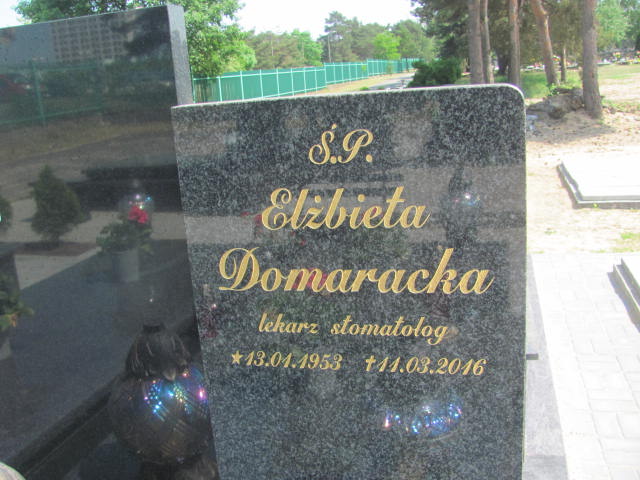 Ś.P.
Elżbieta
Domaracka
lekarz stomatolog
★13.01.1953 †11.03.2016